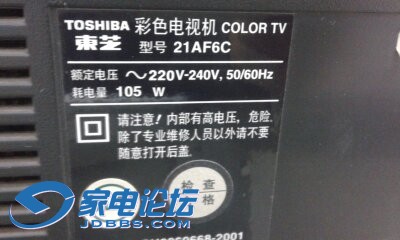 TOSHIBA 彩色电视机 COLOR TV
東芝 型号 21AF6C
额定电压 ～220V-240V, 50/60Hz
耗电量 105 W
请注意！内部有高电压，危险.
除了专业维修人员以外请不要
随意打开后盖.
检查
格
家电论坛
JDBBS.COM
668-2001